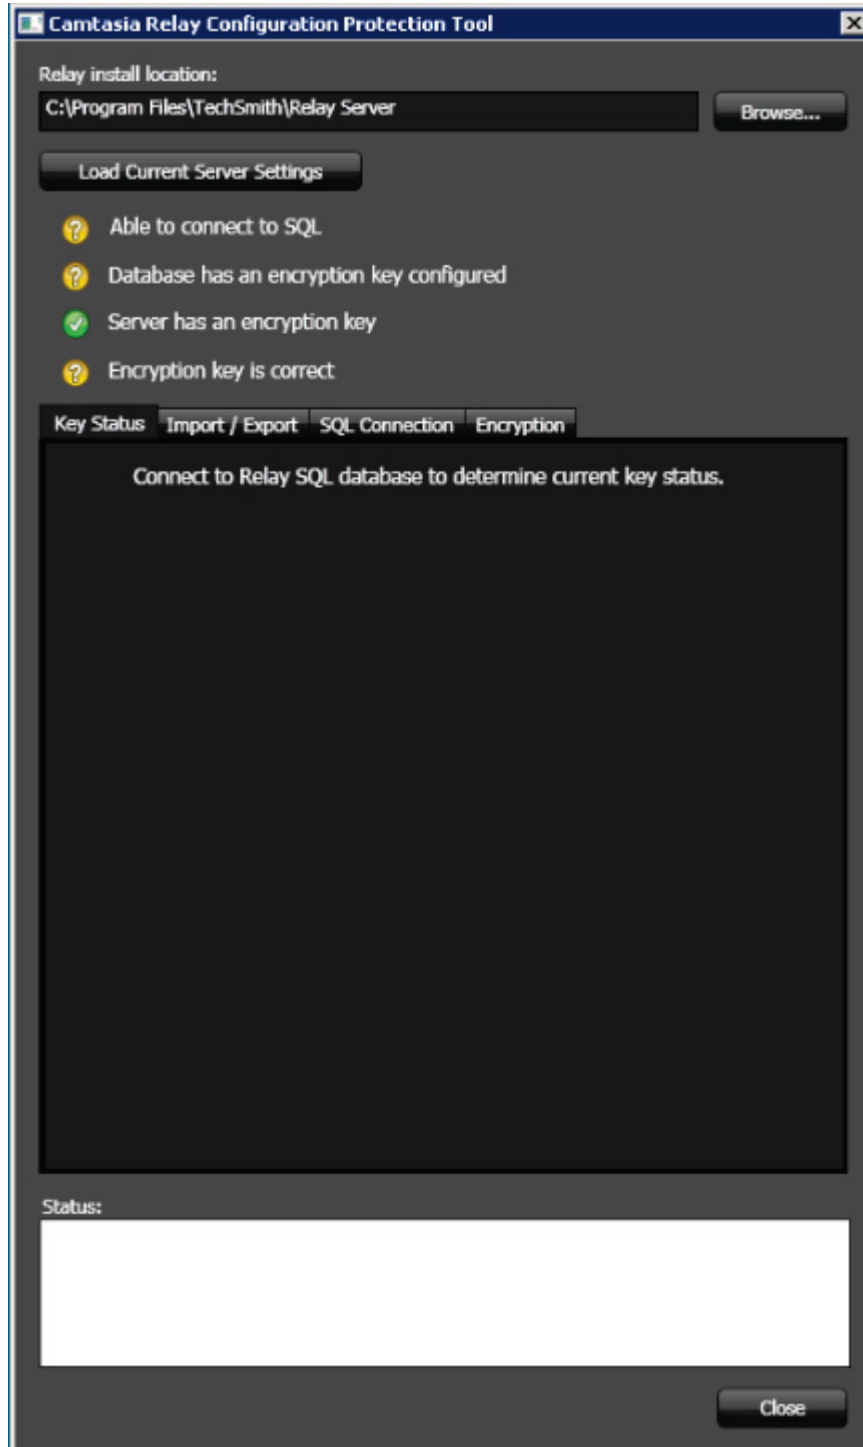 Camtasia Relay Configuration Protection Tool
Relay install location:
C:\Program Files\TechSmith\Relay Server
Browse...
Load Current Server Settings
Able to connect to SQL
Database has an encryption key configured
Server has an encryption key
Encryption key is correct
Key Status Import / Export SQL Connection Encryption
Connect to Relay SQL database to determine current key status.
Status:
Close